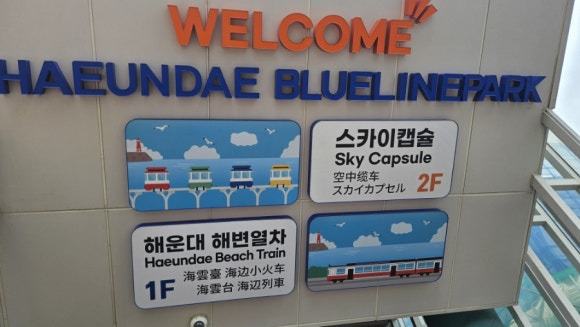 WELCOME
HAEUNDAE BLUELINEPARK
스카이캡슐
Sky Capsule
空中缆车
スカイカプセル
2F
해운대 해변열차
Haeundae Beach Train
海雲臺 海边小火车
海雲台 海辺列車
1F